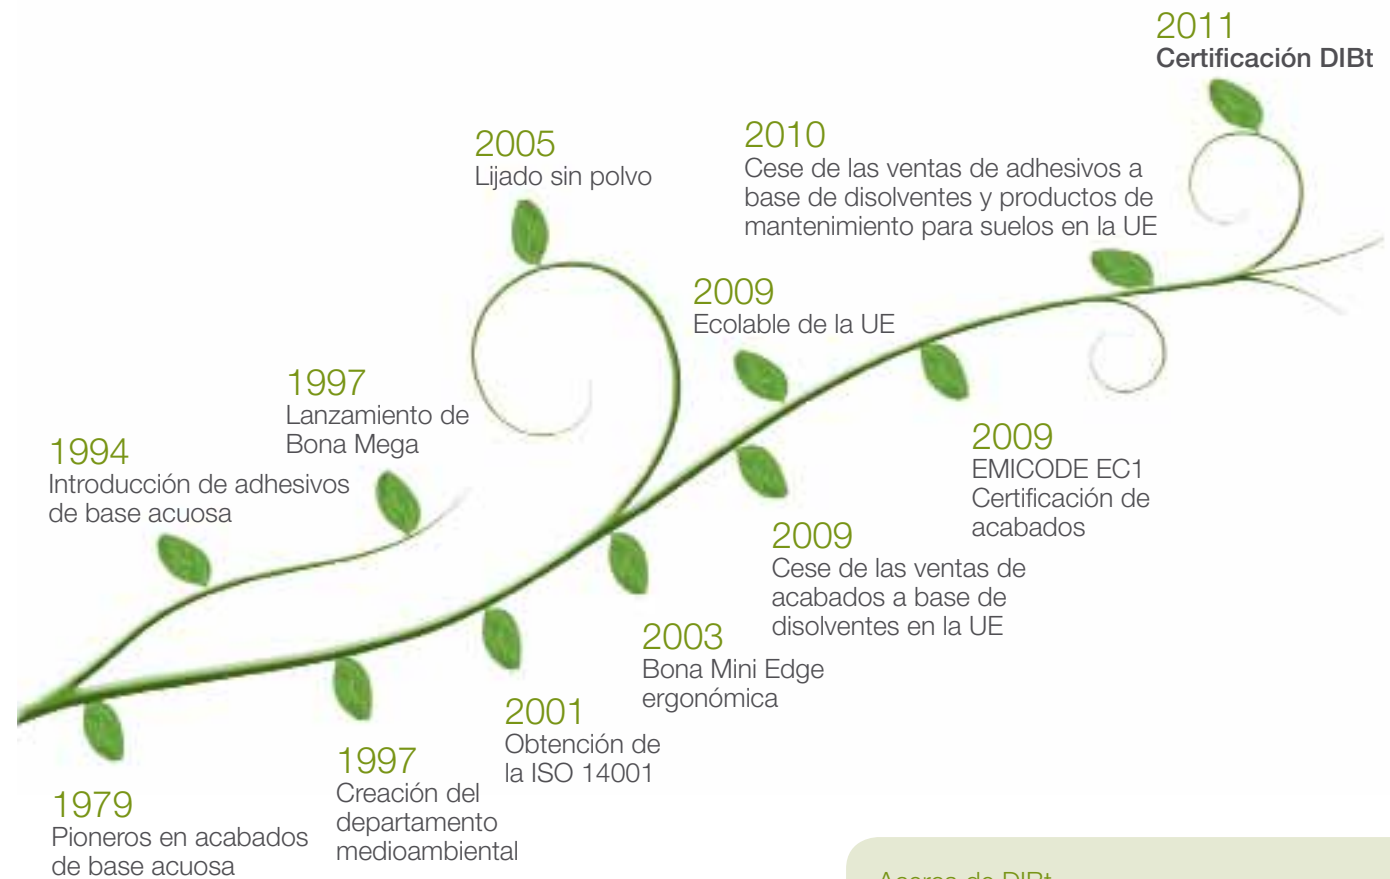 2011
Certificación DIBt
2005
Lijado sin polvo
2010
Cese de las ventas de adhesivos a
base de disolventes y productos de
mantenimiento para suelos en la UE
2009
Ecolable de la UE
1997
Lanzamiento de
Bona Mega
1994
Introducción de adhesivos
de base acuosa
2009
EMICODE EC1
Certificación de
acabados
2009
Cese de las ventas de
acabados a base de
disolventes en la UE
2003
Bona Mini Edge
ergonómica
2001
Obtención de
la ISO 14001
1997
Creación del
departamento
medioambiental
1979
Pioneros en acabados
de base acuosa
Acerca de DIBt